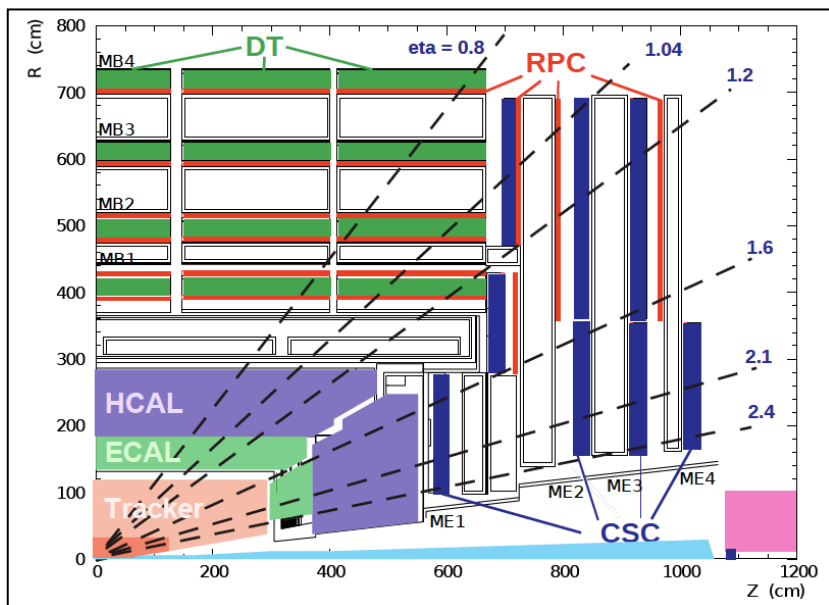 R (cm)
800
700
600
500
400
300
200
100
0
MB4
MB3
MB2
MB1
DT
eta = 0.8
1.04
RPC
1.2
1.6
2.1
2.4
HCAL
ECAL
Tracker
ME1
ME2
ME3
ME4
CSC
0
200
400
600
800
1000
1200
Z (cm)